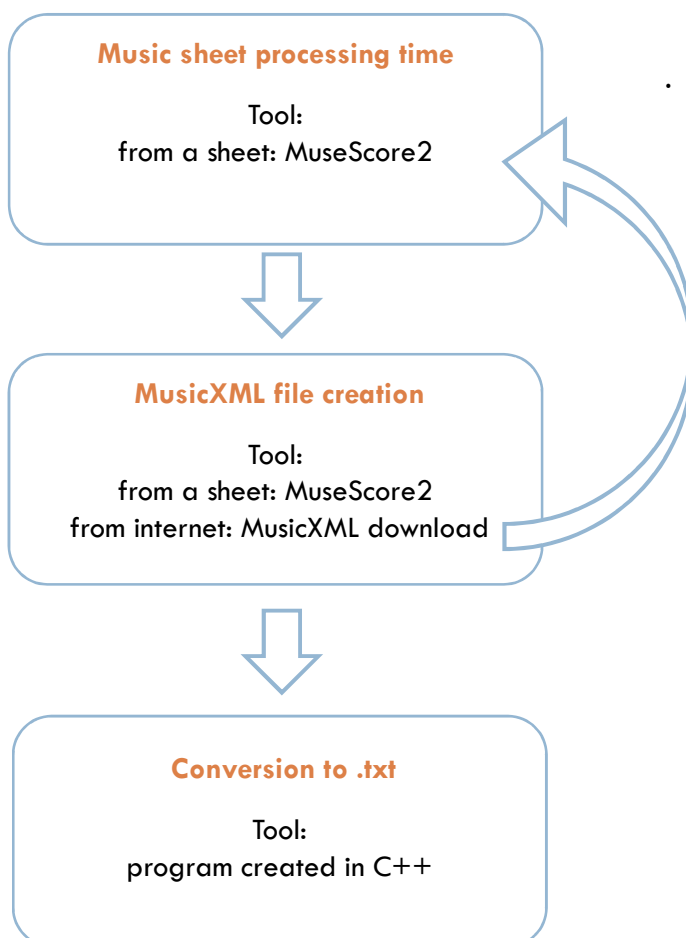 Music sheet processing time
.
Tool:
from a sheet: MuseScore2
MusicXML file creation
Tool:
from a sheet: MuseScore2
from internet: MusicXML download
Conversion to .txt
Tool:
program created in C++